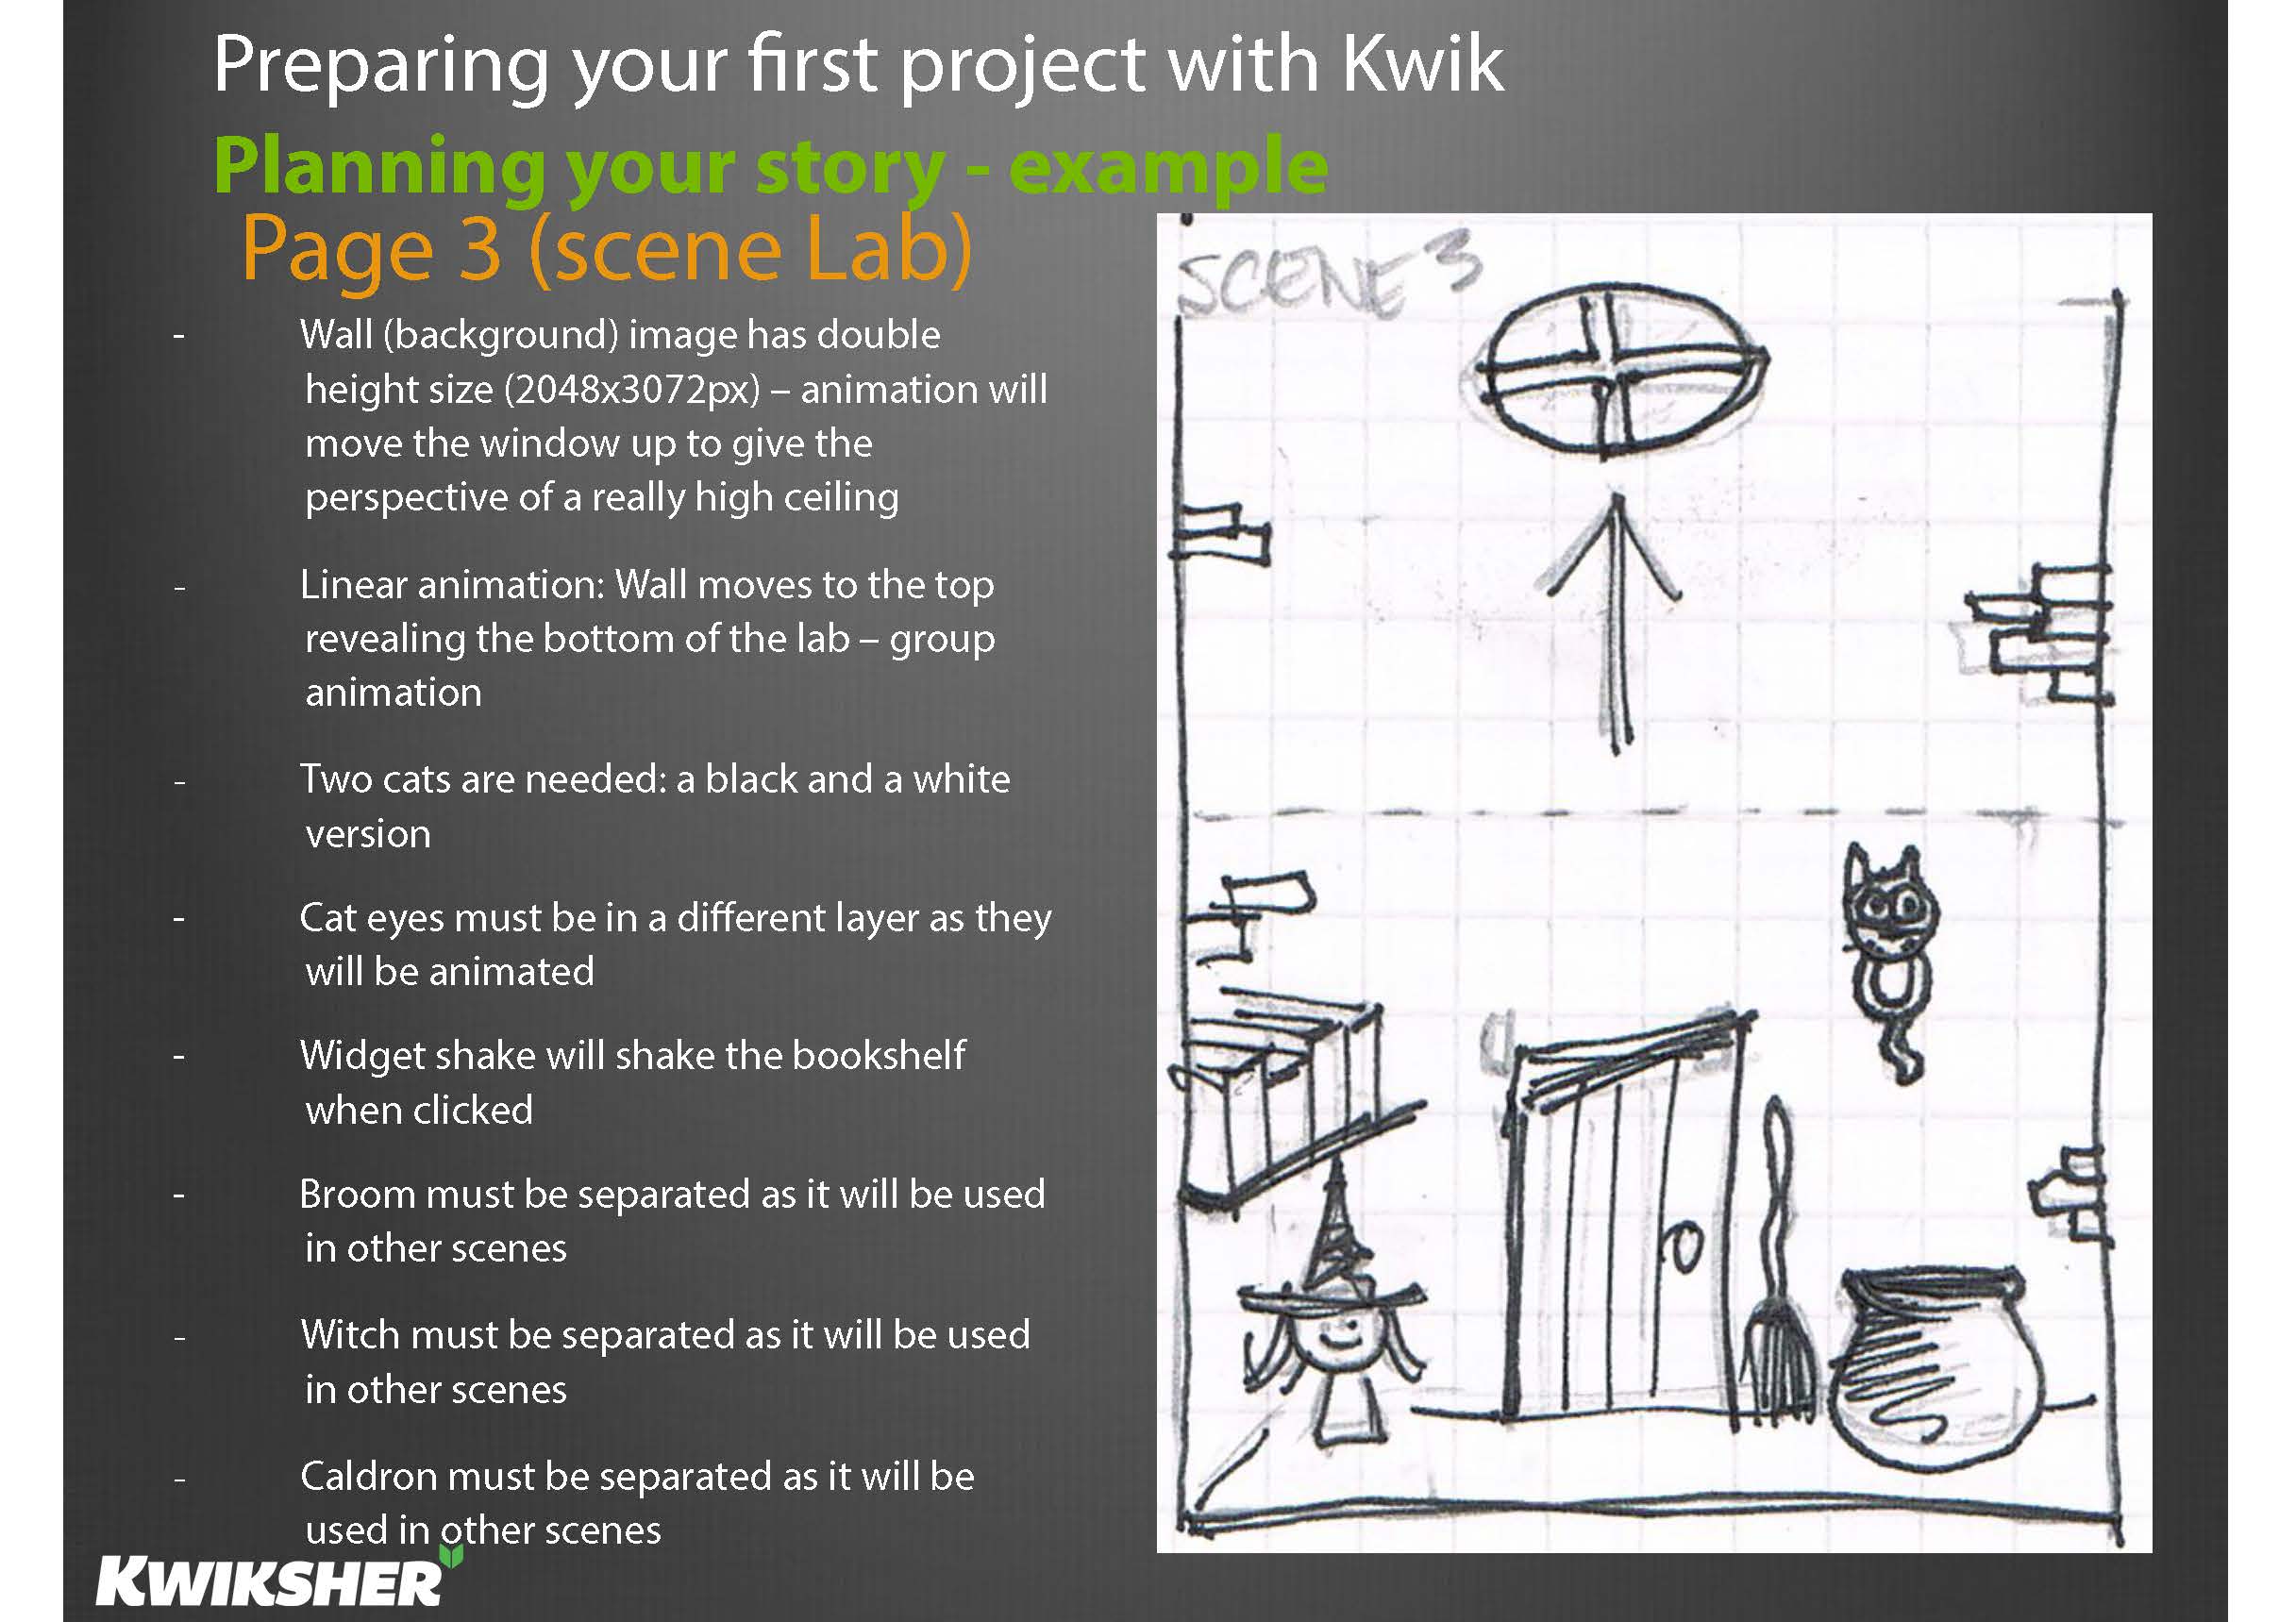 Preparing your first project with Kwik
Planning your story - example
Page 3 (scene Lab)
- Wall (background) image has double
height size (2048x3072px) – animation will
move the window up to give the
perspective of a really high ceiling
- Linear animation: Wall moves to the top
revealing the bottom of the lab – group
animation
- Two cats are needed: a black and a white
version
- Cat eyes must be in a different layer as they
will be animated
- Widget shake will shake the bookshelf
when clicked
- Broom must be separated as it will be used
in other scenes
- Witch must be separated as it will be used
in other scenes
- Caldron must be separated as it will be
used in other scenes
KWIKSHER
SCENE 3